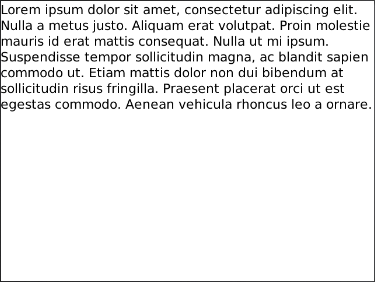 Lorem ipsum dolor sit amet, consectetur adipiscing elit.
Nulla a metus justo. Aliquam erat volutpat. Proin molestie
mauris id erat mattis consequat. Nulla ut mi ipsum.
Suspendisse tempor sollicitudin magna, ac blandit sapien
commodo ut. Etiam mattis dolor non dui bibendum at
sollicitudin risus fringilla. Praesent placerat orci ut est
egestas commodo. Aenean vehicula rhoncus leo a ornare.